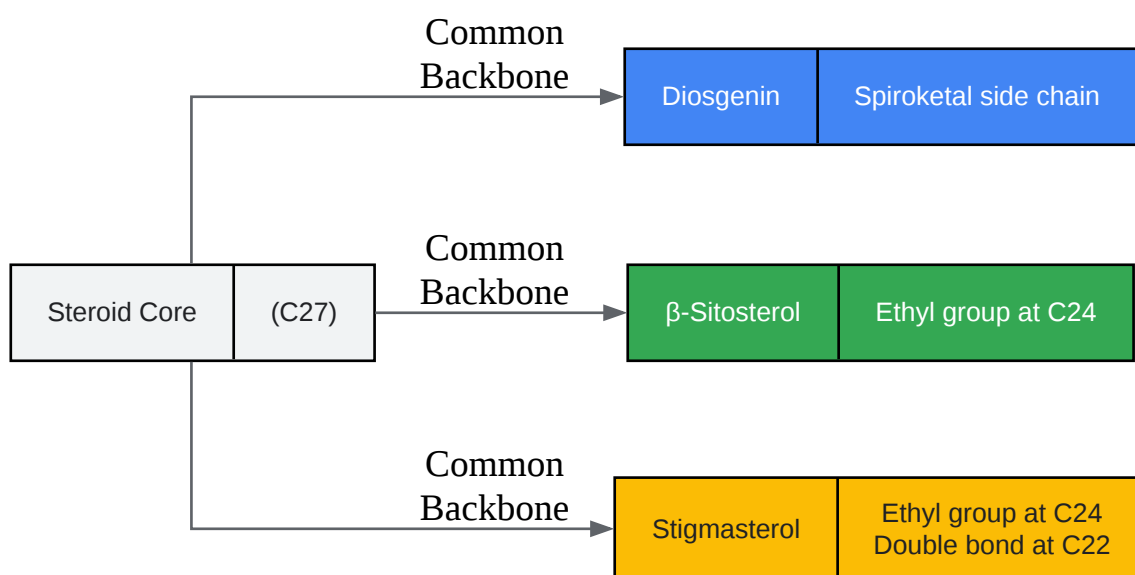 Common
Backbone
Diosgenin
Spiroketal side chain
Common
Backbone
Steroid Core
(C27)
β-Sitosterol
Ethyl group at C24
Common
Backbone
Stigmasterol
Ethyl group at C24
Double bond at C22